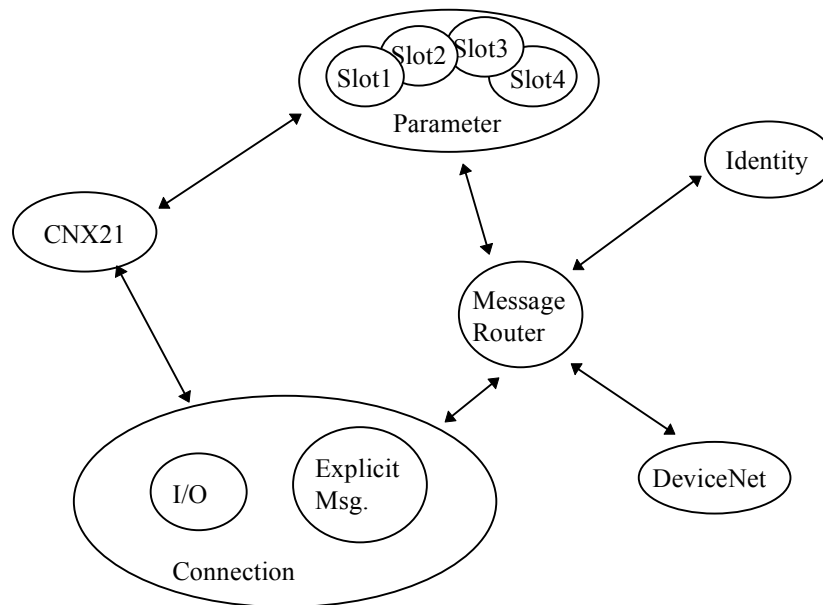 Slot1
Slot2
Slot3
Slot4
Parameter
Identity
CNX21
Message
Router
Explicit
Msg.
I/O
DeviceNet
Connection